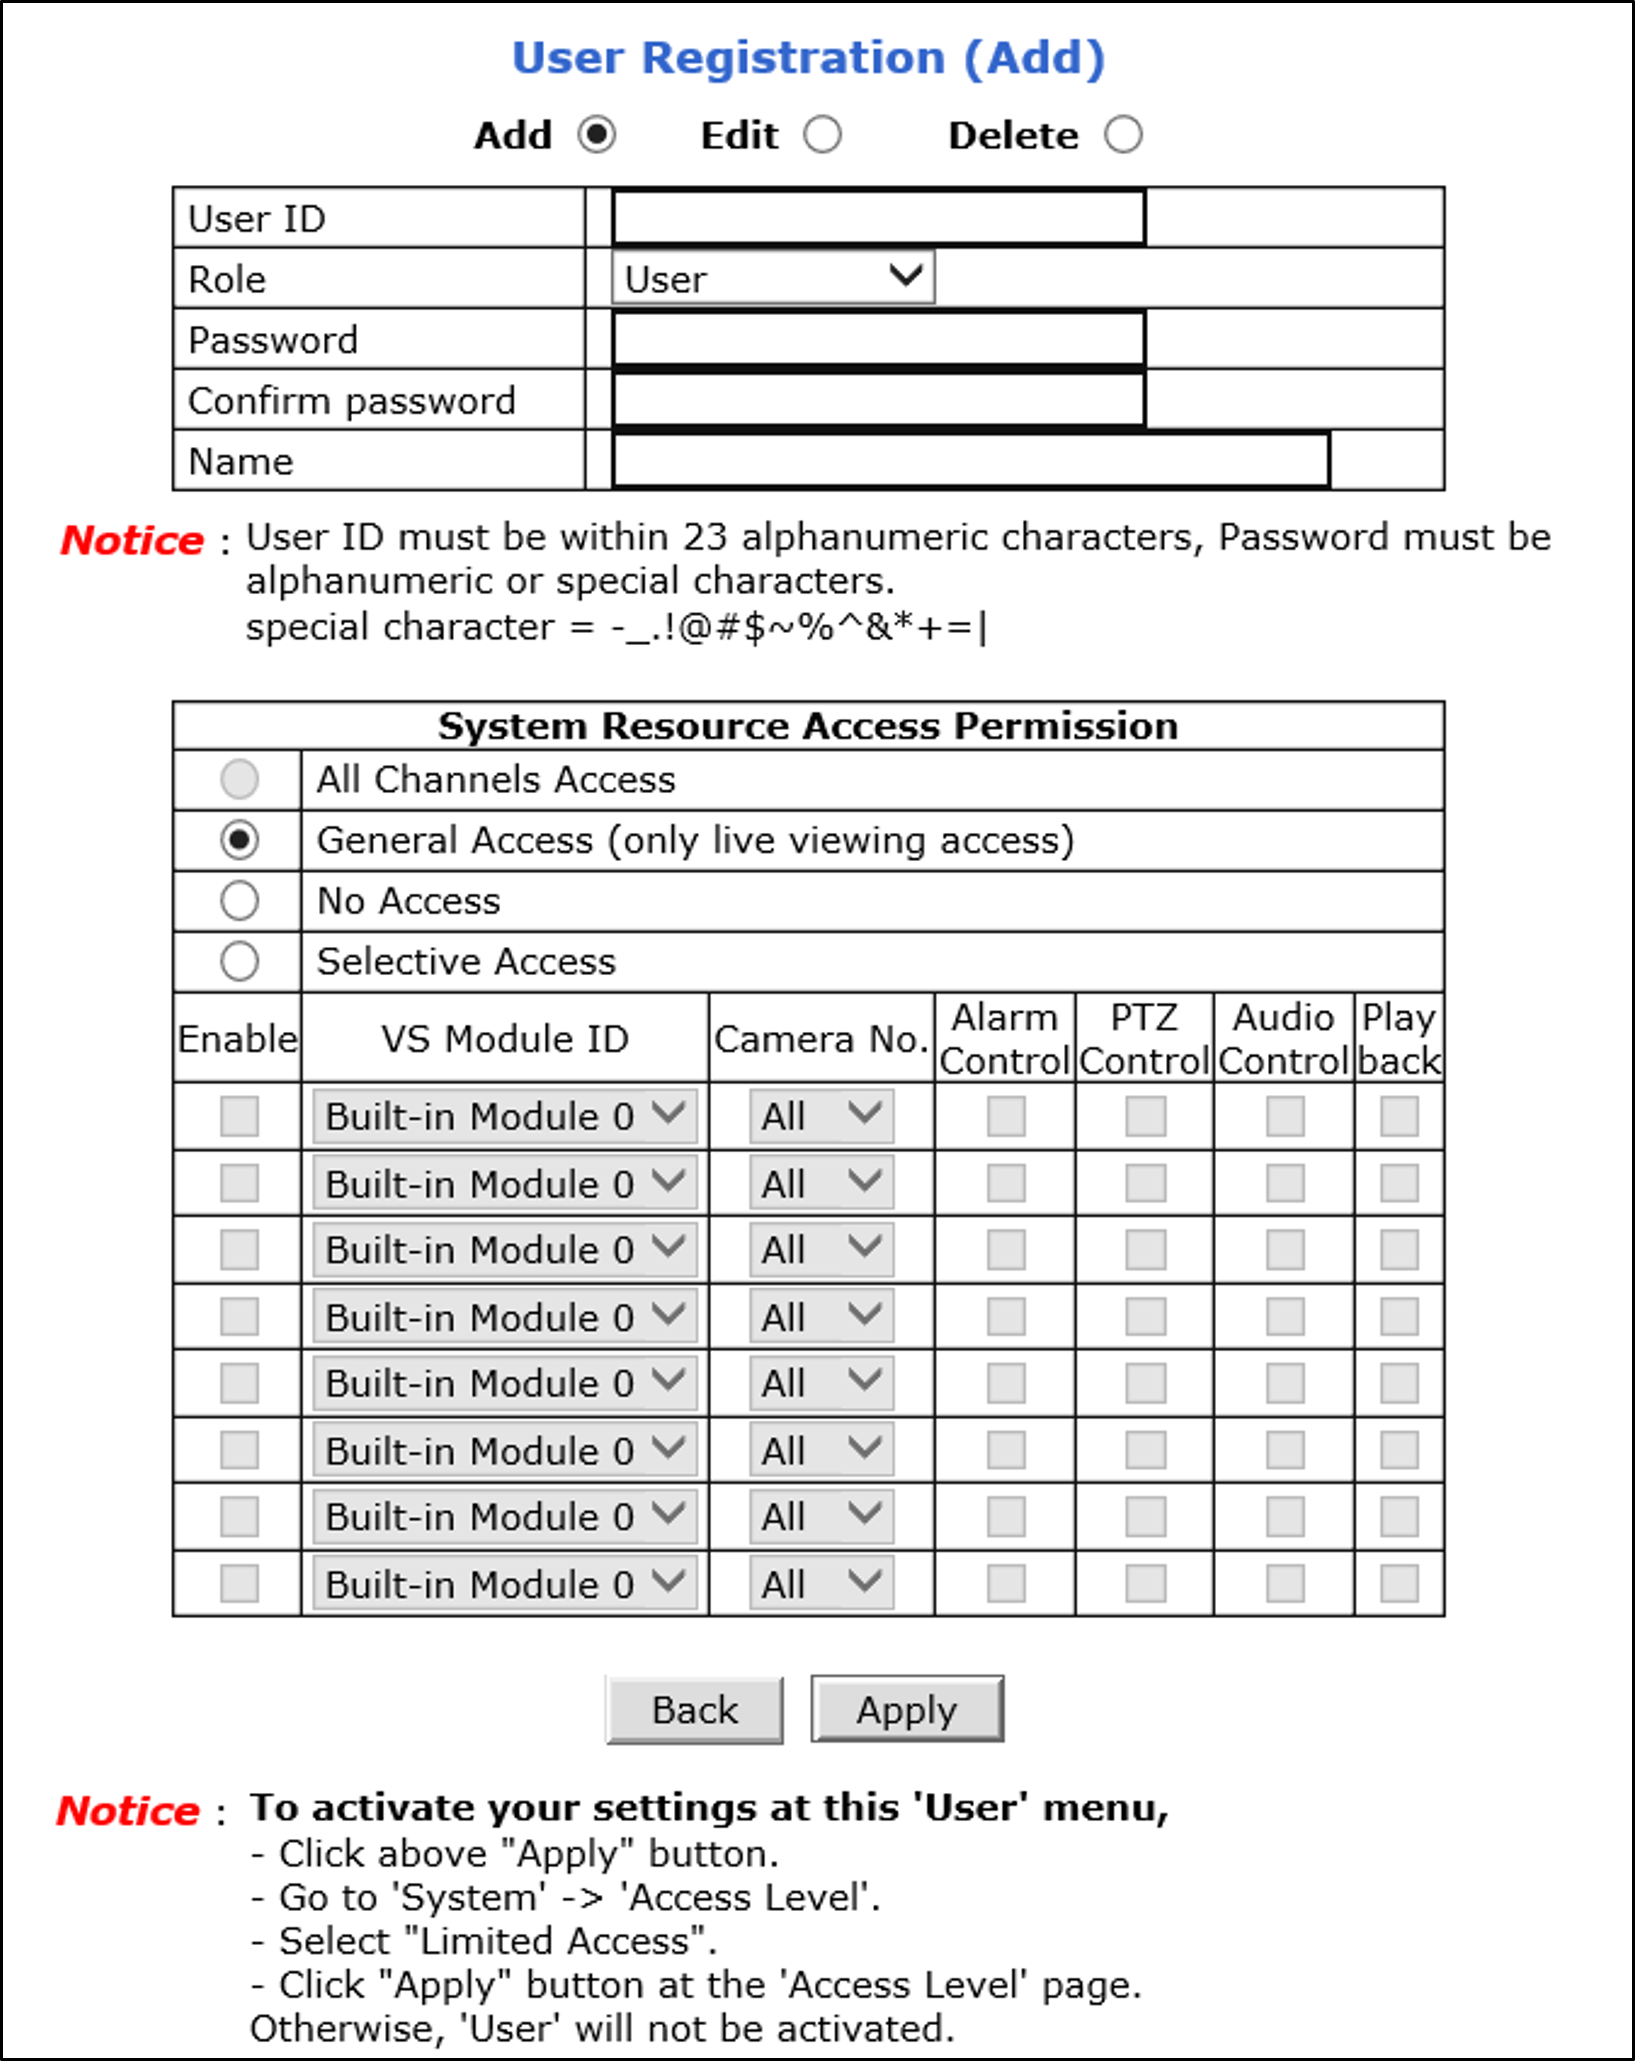 User Registration (Add)
Add Edit Delete
User ID
Role User
Password
Confirm password
Name
Notice : User ID must be within 23 alphanumeric characters, Password must be
alphanumeric or special characters.
special character = -_.!@#$~%^&*+=|
System Resource Access Permission
All Channels Access
General Access (only live viewing access)
No Access
Selective Access
Enable VS Module ID Camera No. Alarm Control PTZ Control Audio Control Play back
Built-in Module 0 All
Built-in Module 0 All
Built-in Module 0 All
Built-in Module 0 All
Built-in Module 0 All
Built-in Module 0 All
Built-in Module 0 All
Built-in Module 0 All
Back Apply
Notice : To activate your settings at this 'User' menu,
- Click above "Apply" button.
- Go to 'System' -> 'Access Level'.
- Select "Limited Access".
- Click "Apply" button at the 'Access Level' page.
Otherwise, 'User' will not be activated.